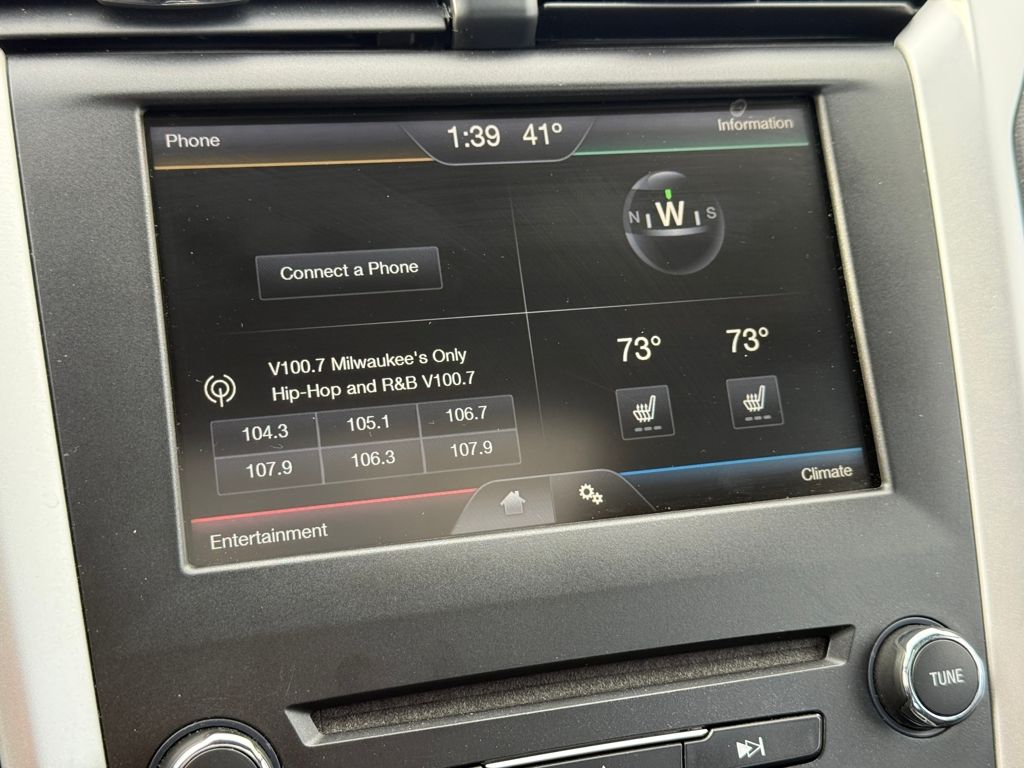 Phone
1:39 41°
Information
N W S
Connect a Phone
73° 73°
V100.7 Milwaukee's Only
Hip-Hop and R&B V100.7
104.3 105.1 106.7
107.9 106.3 107.9
Climate
Entertainment
TUNE